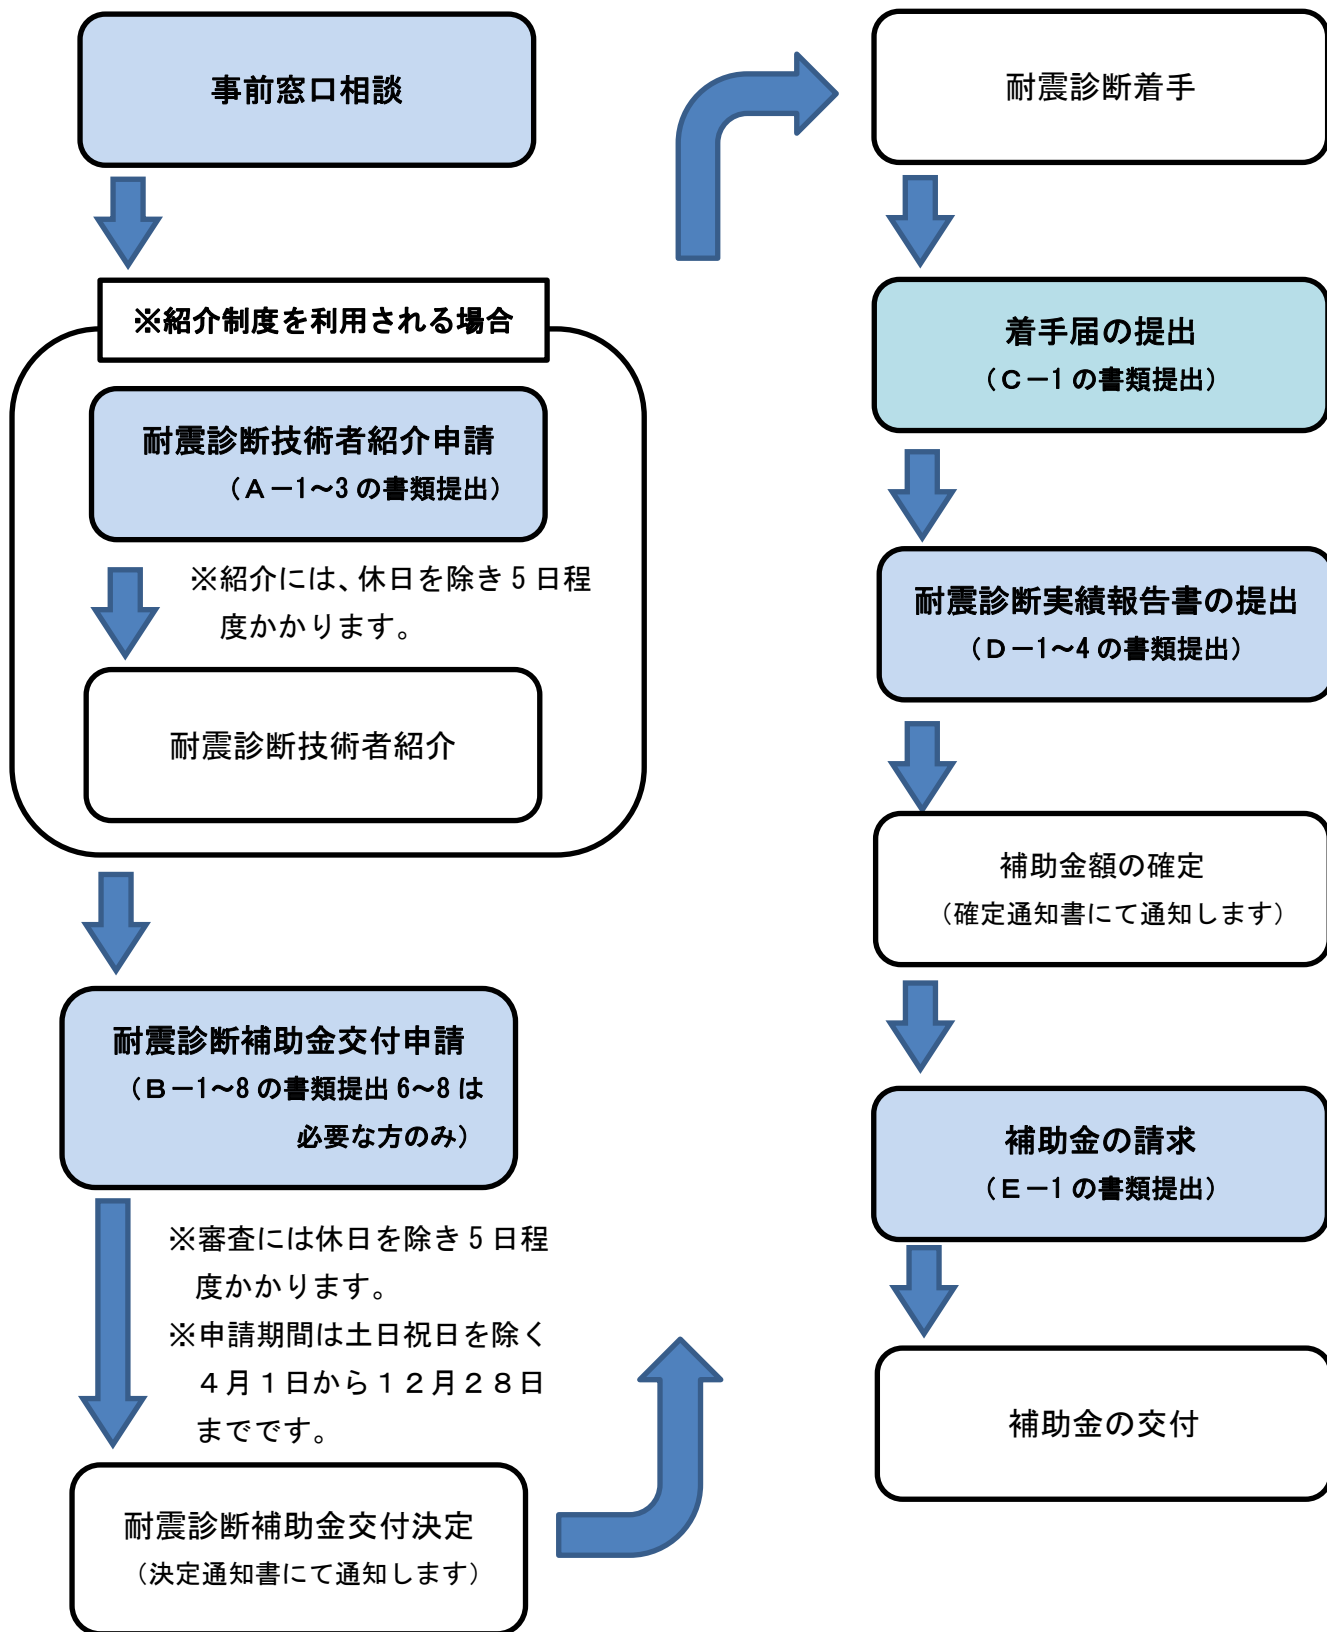 事前窓口相談
※紹介制度を利用される場合
耐震診断技術者紹介申請
（Ａ－1～3 の書類提出）
※紹介には、休日を除き 5 日程
度かかります。
耐震診断技術者紹介
耐震診断補助金交付申請
（Ｂ－1～8 の書類提出 6～8 は
必要な方のみ）
※審査には休日を除き 5 日程
度かかります。
※申請期間は土日祝日を除く
４月１日から１２月２８日
までです。
耐震診断補助金交付決定
（決定通知書にて通知します）
耐震診断着手
着手届の提出
（Ｃ－1 の書類提出）
耐震診断実績報告書の提出
（Ｄ－1～4 の書類提出）
補助金額の確定
（確定通知書にて通知します）
補助金の請求
（Ｅ－1 の書類提出）
補助金の交付